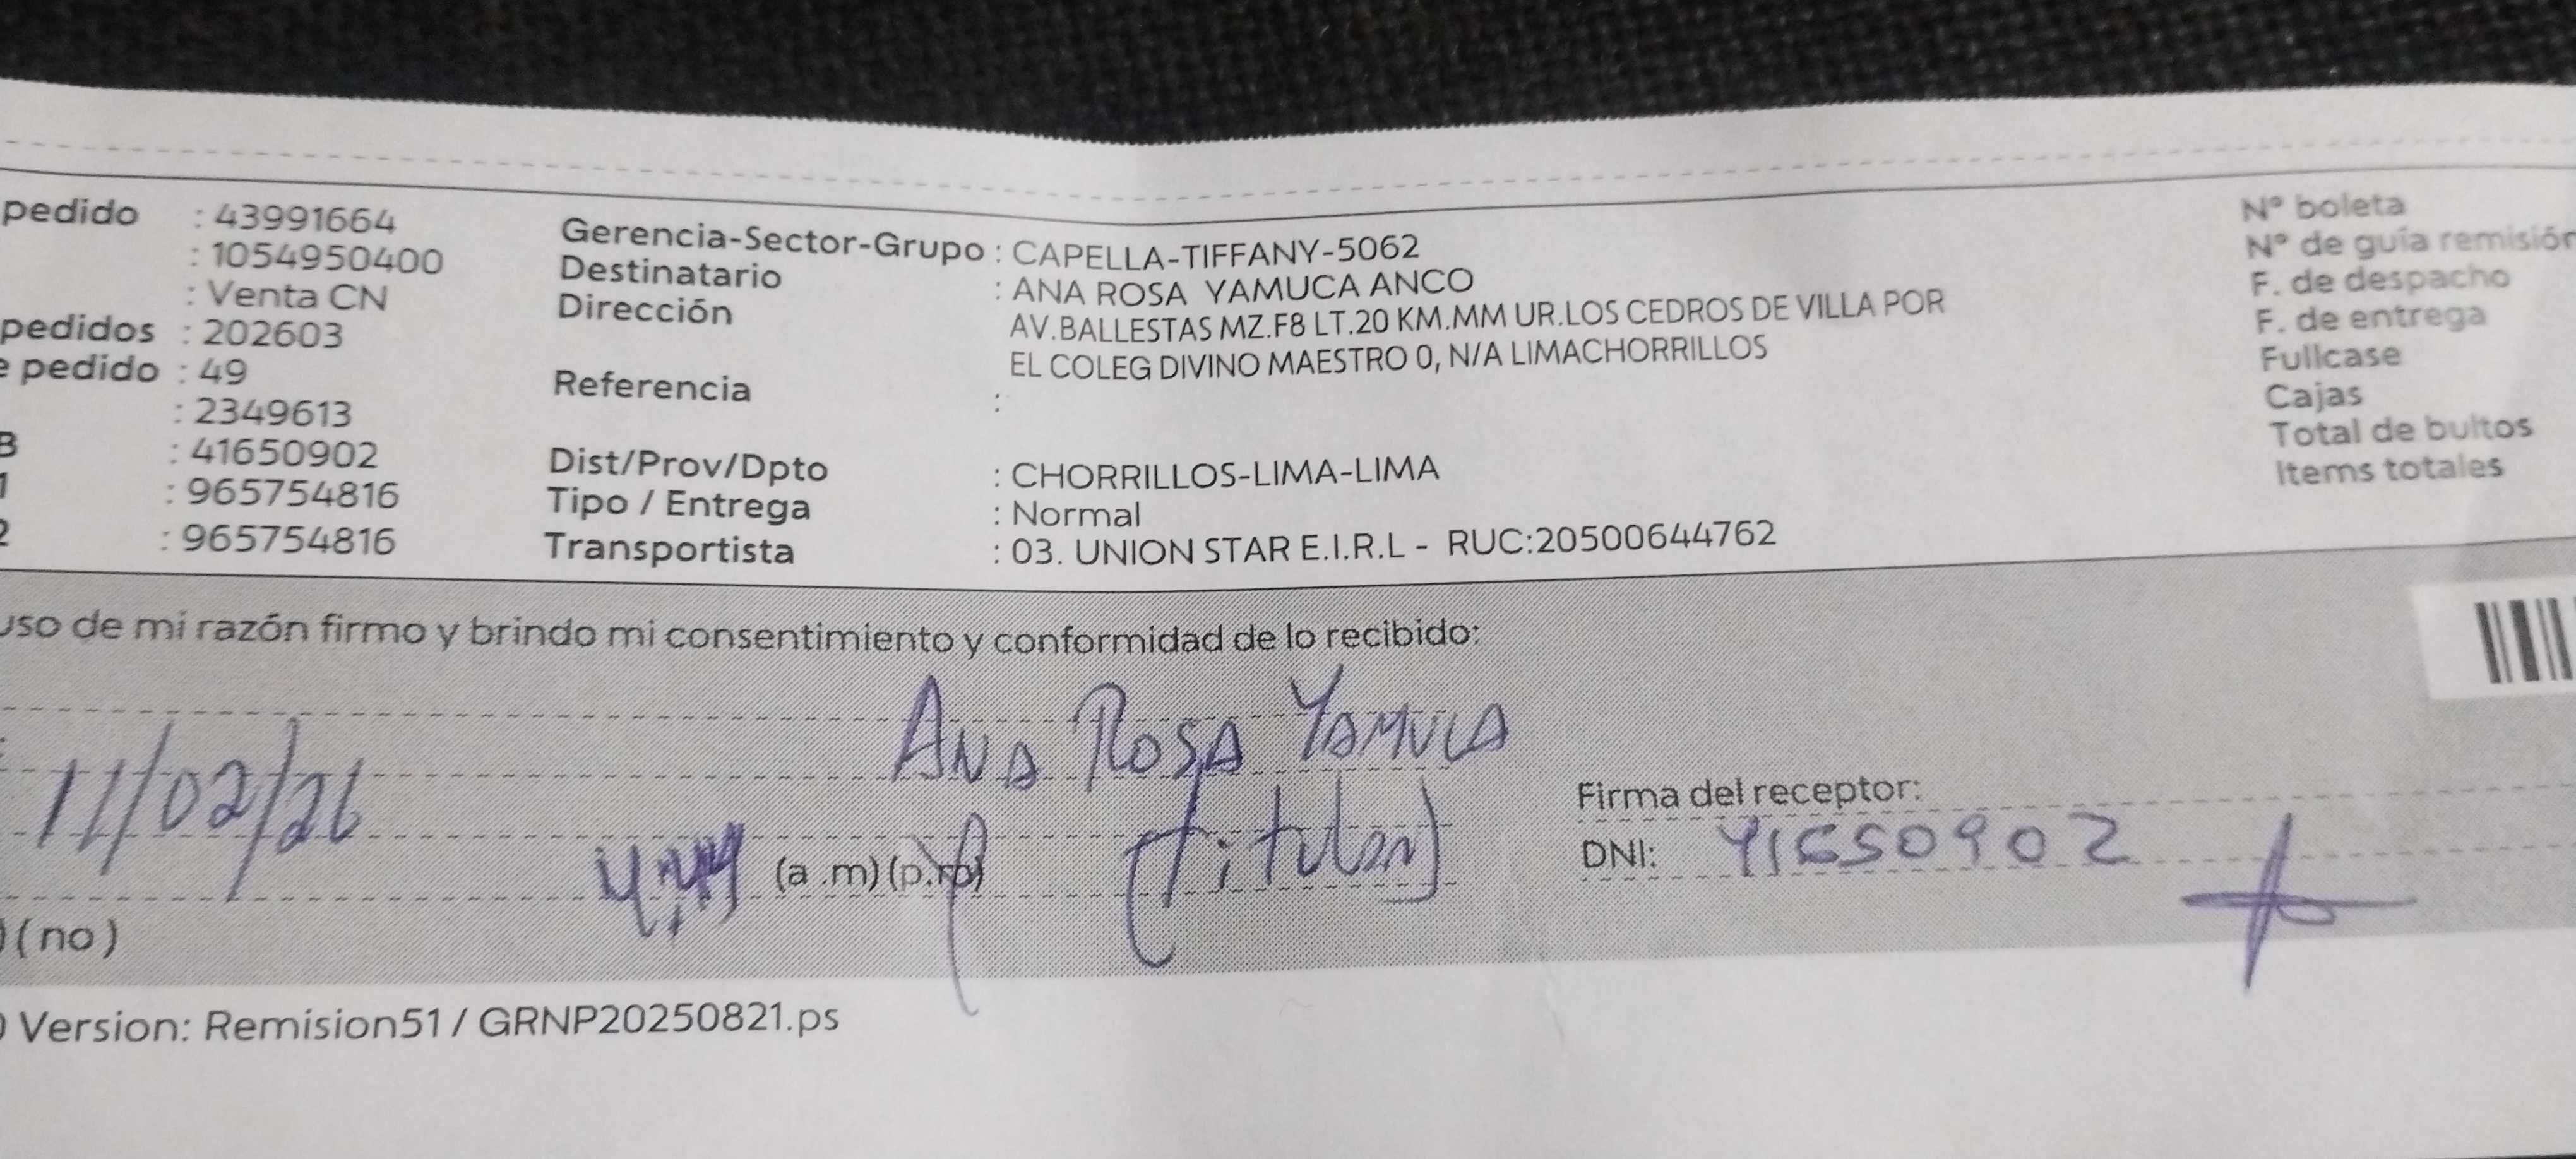 pedido : 43991664
: 1054950400
: Venta CN
pedidos : 202603
e pedido : 49
: 2349613
B : 41650902
1 : 965754816
2 : 965754816
Gerencia-Sector-Grupo : CAPELLA-TIFFANY-5062
Destinatario : ANA ROSA YAMUCA ANCO
Dirección AV.BALLESTAS MZ.F8 LT.20 KM.MM UR.LOS CEDROS DE VILLA POR
EL COLEG DIVINO MAESTRO 0, N/A LIMACHORRILLOS
Referencia :
Dist/Prov/Dpto : CHORRILLOS-LIMA-LIMA
Tipo / Entrega : Normal
Transportista : 03. UNION STAR E.I.R.L - RUC:20500644762
Nº boleta
Nº de guía remisión
F. de despacho
F. de entrega
Fullcase
Cajas
Total de bultos
Items totales
uso de mi razón firmo y brindo mi consentimiento y conformidad de lo recibido:
ANA ROSA YAMUCA
11/02/26
(a .m) (p.m) (titular)
Firma del receptor:
DNI: 41650902
) ( no )
) Version: Remision51 / GRNP20250821.ps